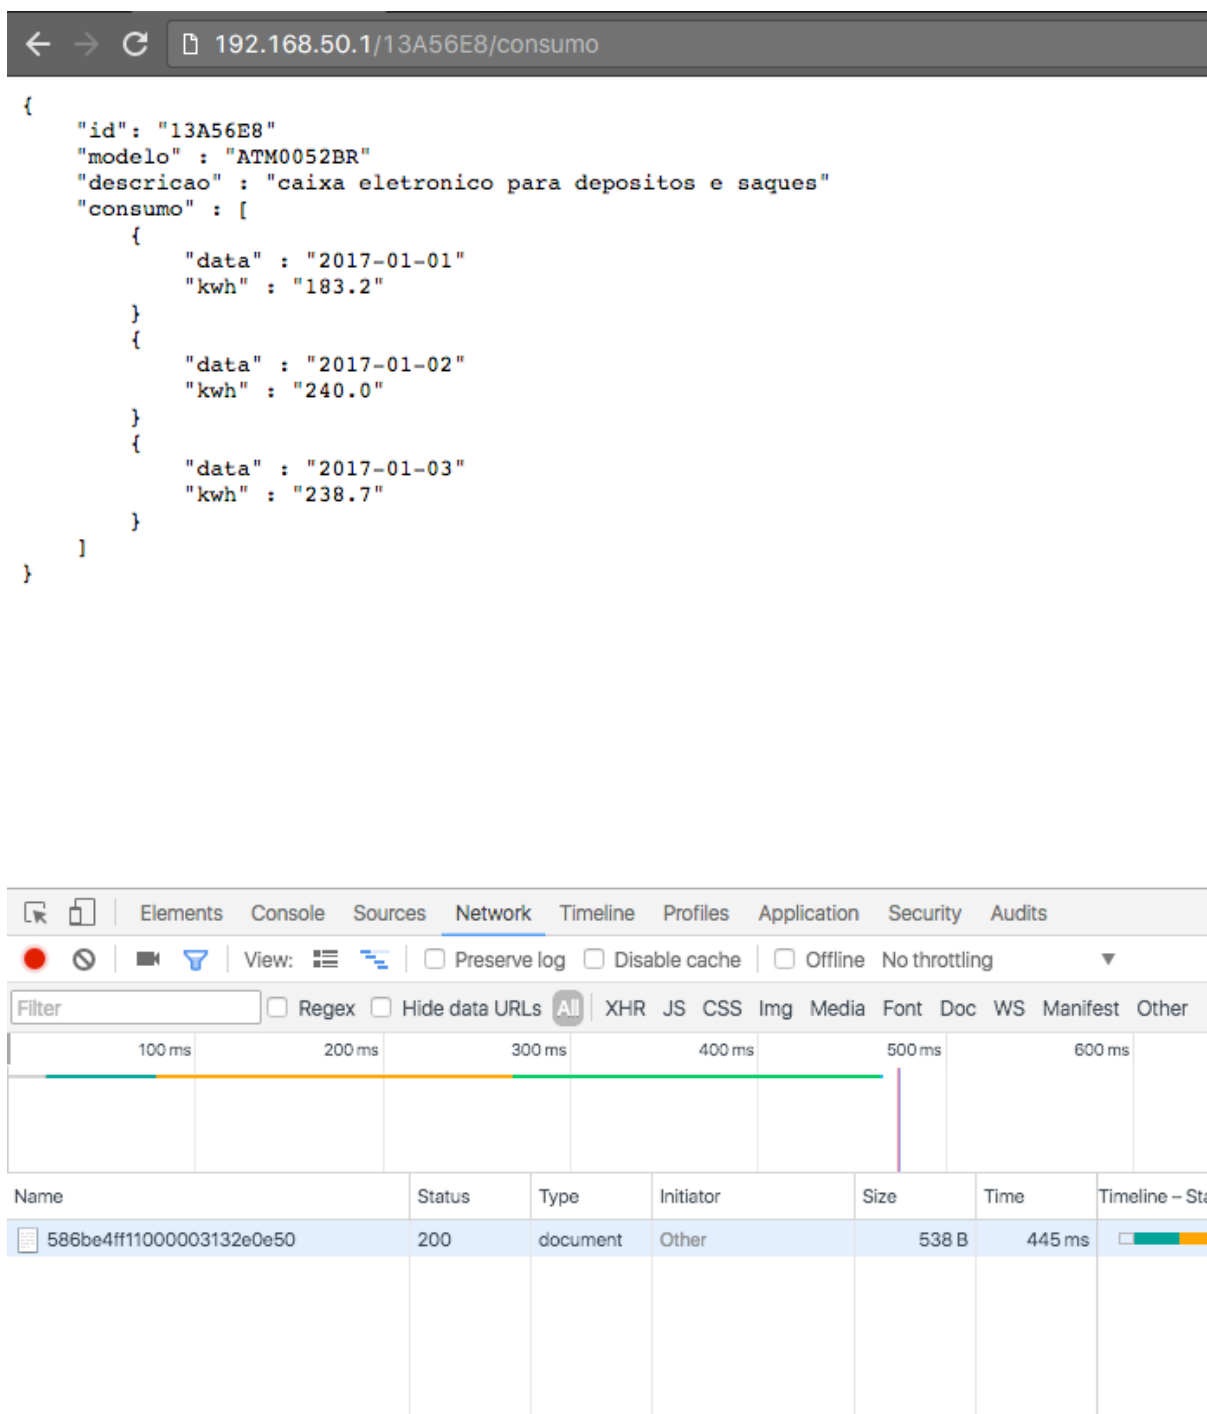 192.168.50.1/13A56E8/consumo
{
"id": "13A56E8"
"modelo" : "ATM0052BR"
"descricao" : "caixa eletronico para depositos e saques"
"consumo" : [
{
"data" : "2017-01-01"
"kwh" : "183.2"
}
{
"data" : "2017-01-02"
"kwh" : "240.0"
}
{
"data" : "2017-01-03"
"kwh" : "238.7"
}
]
}
Elements Console Sources Network Timeline Profiles Application Security Audits
View: Preserve log Disable cache Offline No throttling
Filter Regex Hide data URLs All XHR JS CSS Img Media Font Doc WS Manifest Other
100 ms 200 ms 300 ms 400 ms 500 ms 600 ms
Name Status Type Initiator Size Time Timeline – Sta
586be4ff11000003132e0e50 200 document Other 538 B 445 ms